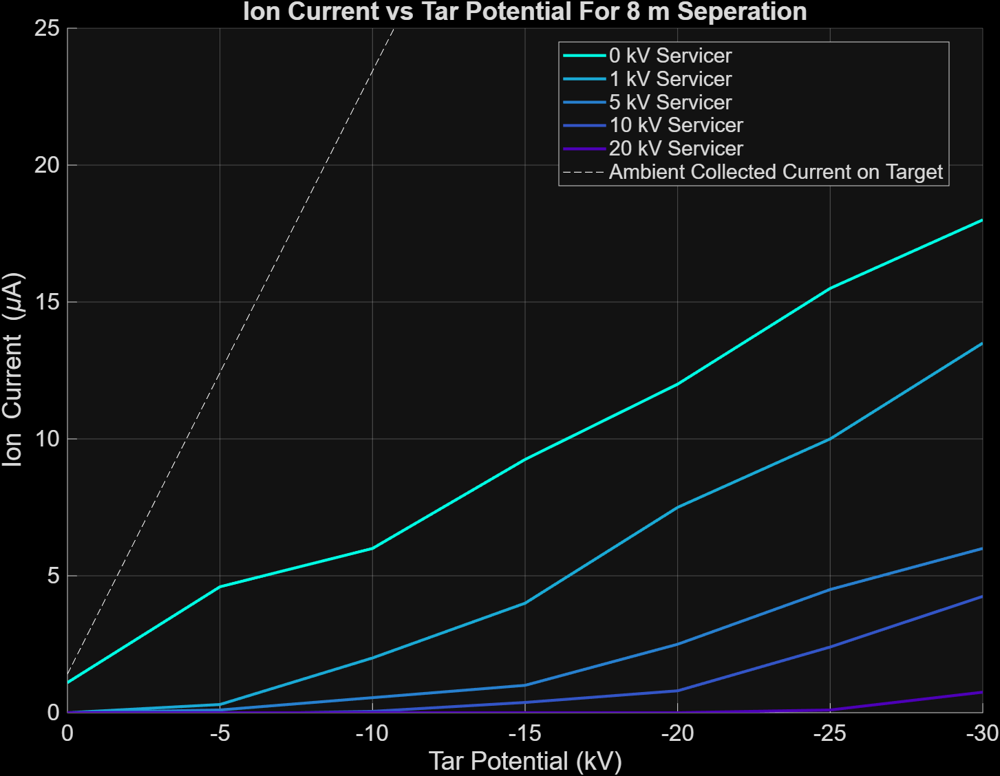 Ion Current vs Tar Potential For 8 m Seperation
25
20
15
10
5
0
Ion Current (μA)
0 kV Servicer
1 kV Servicer
5 kV Servicer
10 kV Servicer
20 kV Servicer
Ambient Collected Current on Target
0 -5 -10 -15 -20 -25 -30
Tar Potential (kV)